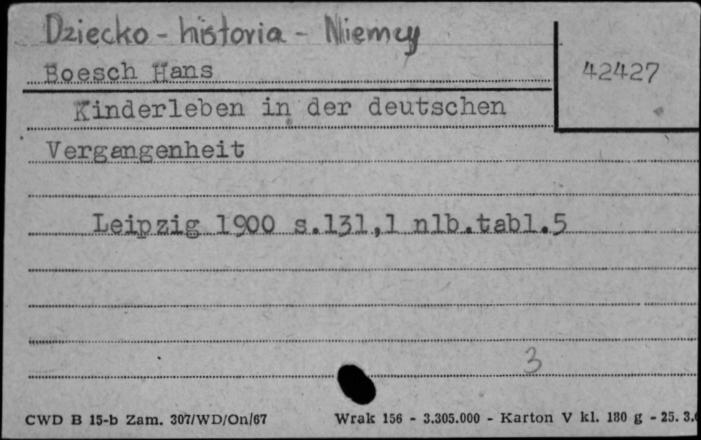 Dziecko - historia - Niemcy
Boesch Hans
42427
Kinderleben in der deutschen
Vergangenheit
Leipzig 1900 s.131,1 nlb.tabl.5
3
CWD B 15-b Zam. 307/WD/On/67 Wrak 156 - 3.305.000 - Karton V kl. 180 g - 25. 3.